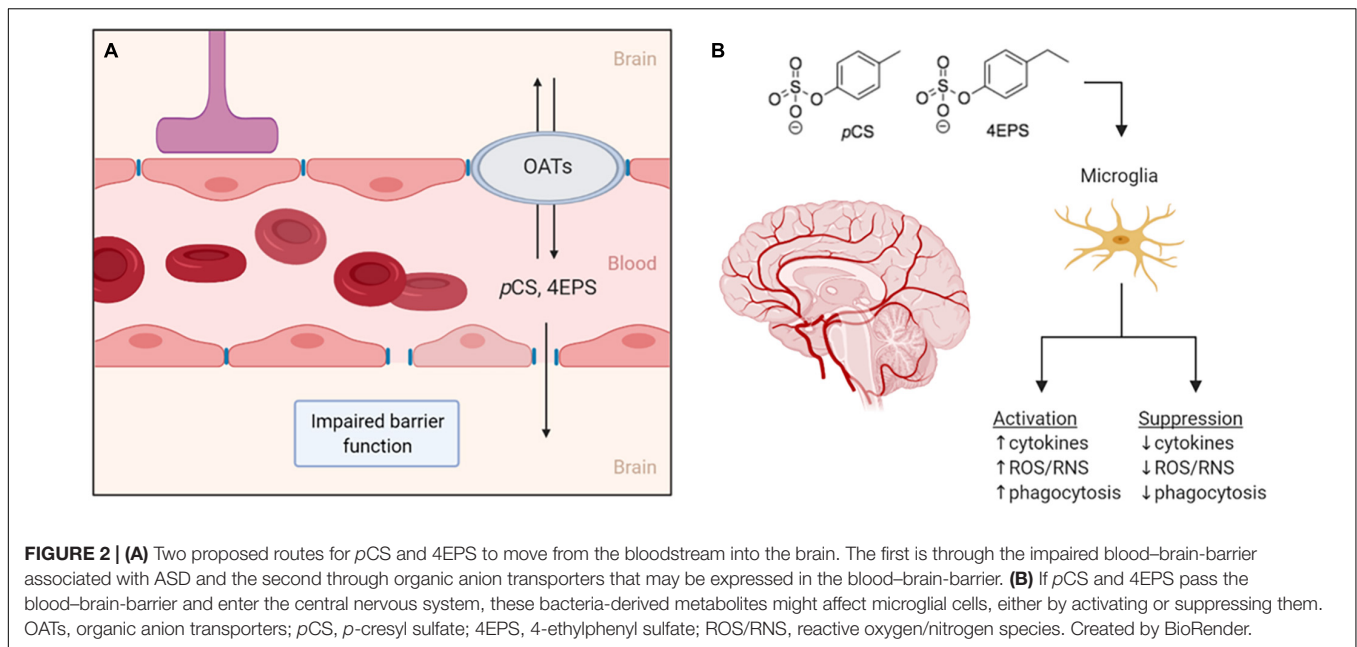 A
Brain
OATs
Blood
pCS, 4EPS
Impaired barrier
function
Brain
B
O
O
S
O
O
⊖
pCS
O
O
S
O
O
⊖
4EPS
Microglia
Activation
↑cytokines
↑ROS/RNS
↑phagocytosis
Suppression
↓cytokines
↓ROS/RNS
↓phagocytosis
FIGURE 2 | (A) Two proposed routes for pCS and 4EPS to move from the bloodstream into the brain. The first is through the impaired blood–brain-barrier
associated with ASD and the second through organic anion transporters that may be expressed in the blood–brain-barrier. (B) If pCS and 4EPS pass the
blood–brain-barrier and enter the central nervous system, these bacteria-derived metabolites might affect microglial cells, either by activating or suppressing them.
OATs, organic anion transporters; pCS, p-cresyl sulfate; 4EPS, 4-ethylphenyl sulfate; ROS/RNS, reactive oxygen/nitrogen species. Created by BioRender.